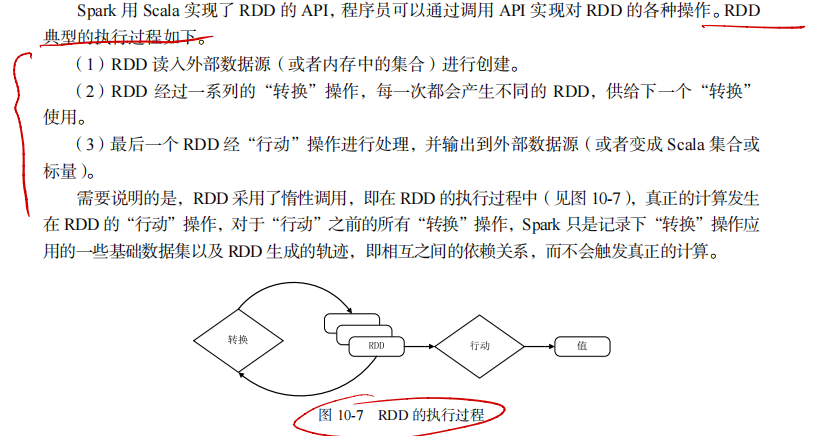 Spark 用 Scala 实现了 RDD 的 API，程序员可以通过调用 API 实现对 RDD 的各种操作。RDD
典型的执行过程如下。
（1）RDD 读入外部数据源（或者内存中的集合）进行创建。
（2）RDD 经过一系列的“转换”操作，每一次都会产生不同的 RDD，供给下一个“转换”
使用。
（3）最后一个 RDD 经“行动”操作进行处理，并输出到外部数据源（或者变成 Scala 集合或
标量）。
需要说明的是，RDD 采用了惰性调用，即在 RDD 的执行过程中（见图 10-7），真正的计算发生
在 RDD 的“行动”操作，对于“行动”之前的所有“转换”操作，Spark 只是记录下“转换”操作应
用的一些基础数据集以及 RDD 生成的轨迹，即相互之间的依赖关系，而不会触发真正的计算。
转换
RDD
行动
值
图 10-7 RDD 的执行过程